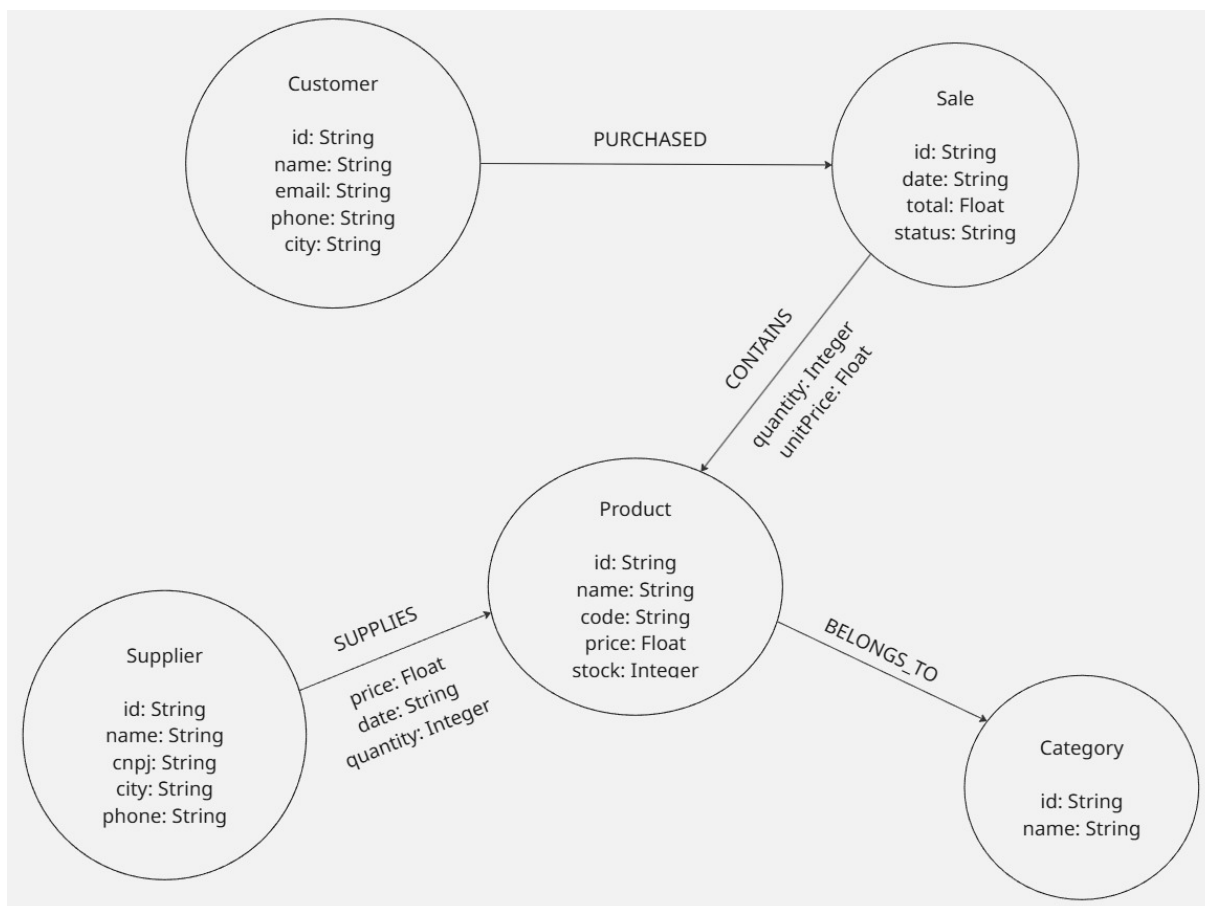 Customer
id: String
name: String
email: String
phone: String
city: String
PURCHASED
Sale
id: String
date: String
total: Float
status: String
CONTAINS
quantity: Integer
unitPrice: Float
Product
id: String
name: String
code: String
price: Float
stock: Integer
SUPPLIES
price: Float
date: String
quantity: Integer
Supplier
id: String
name: String
cnpj: String
city: String
phone: String
BELONGS_TO
Category
id: String
name: String